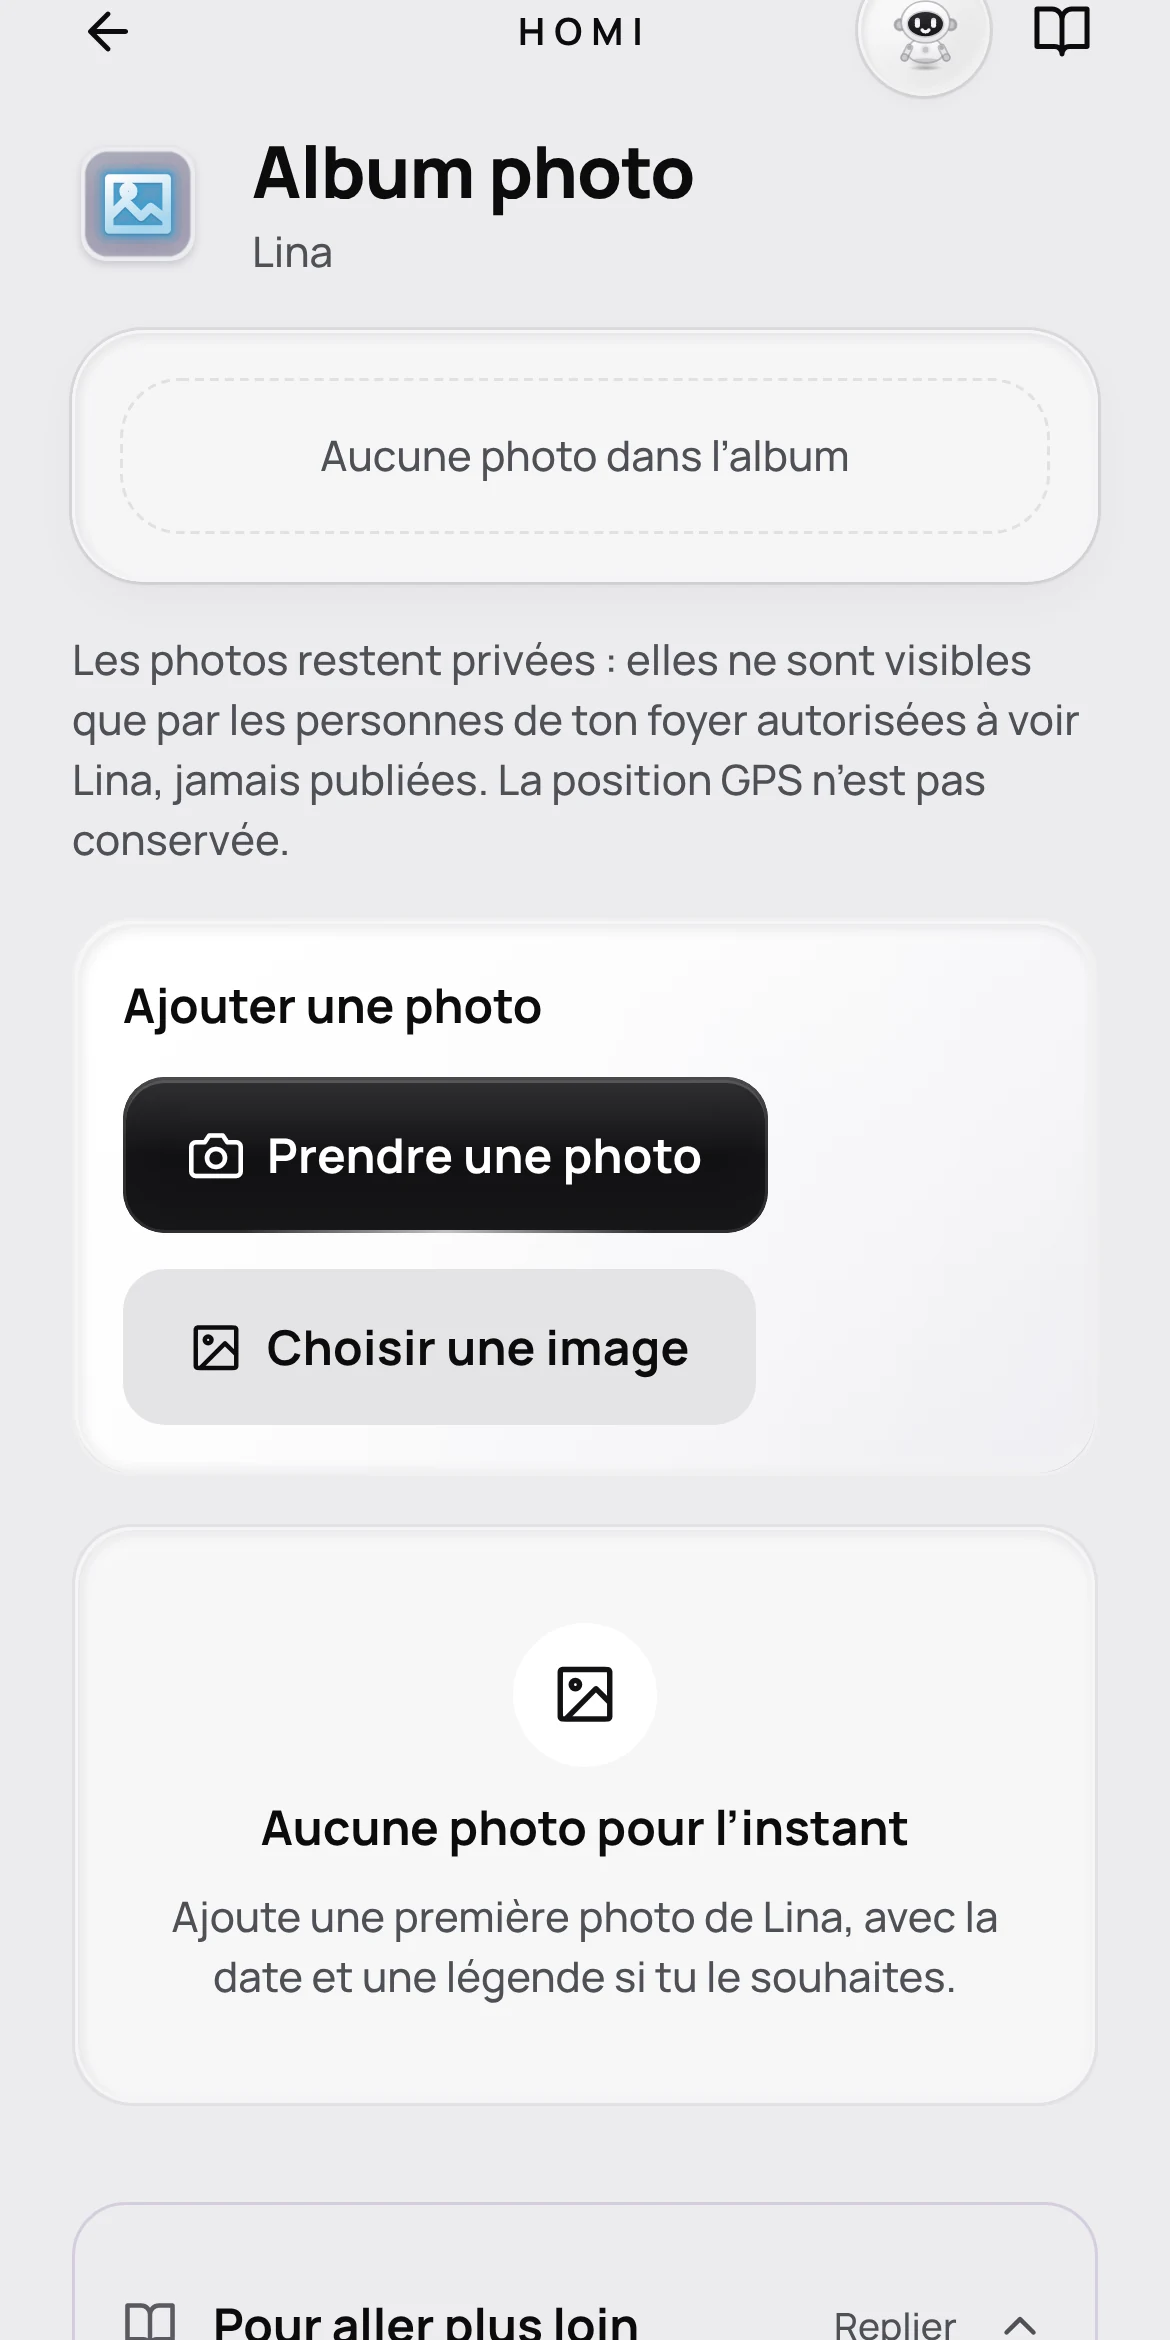 HOMI
Album photo
Lina
Aucune photo dans l’album
Les photos restent privées : elles ne sont visibles
que par les personnes de ton foyer autorisées à voir
Lina, jamais publiées. La position GPS n’est pas
conservée.
Ajouter une photo
Prendre une photo
Choisir une image
Aucune photo pour l’instant
Ajoute une première photo de Lina, avec la
date et une légende si tu le souhaites.
Pour aller plus loin Replier